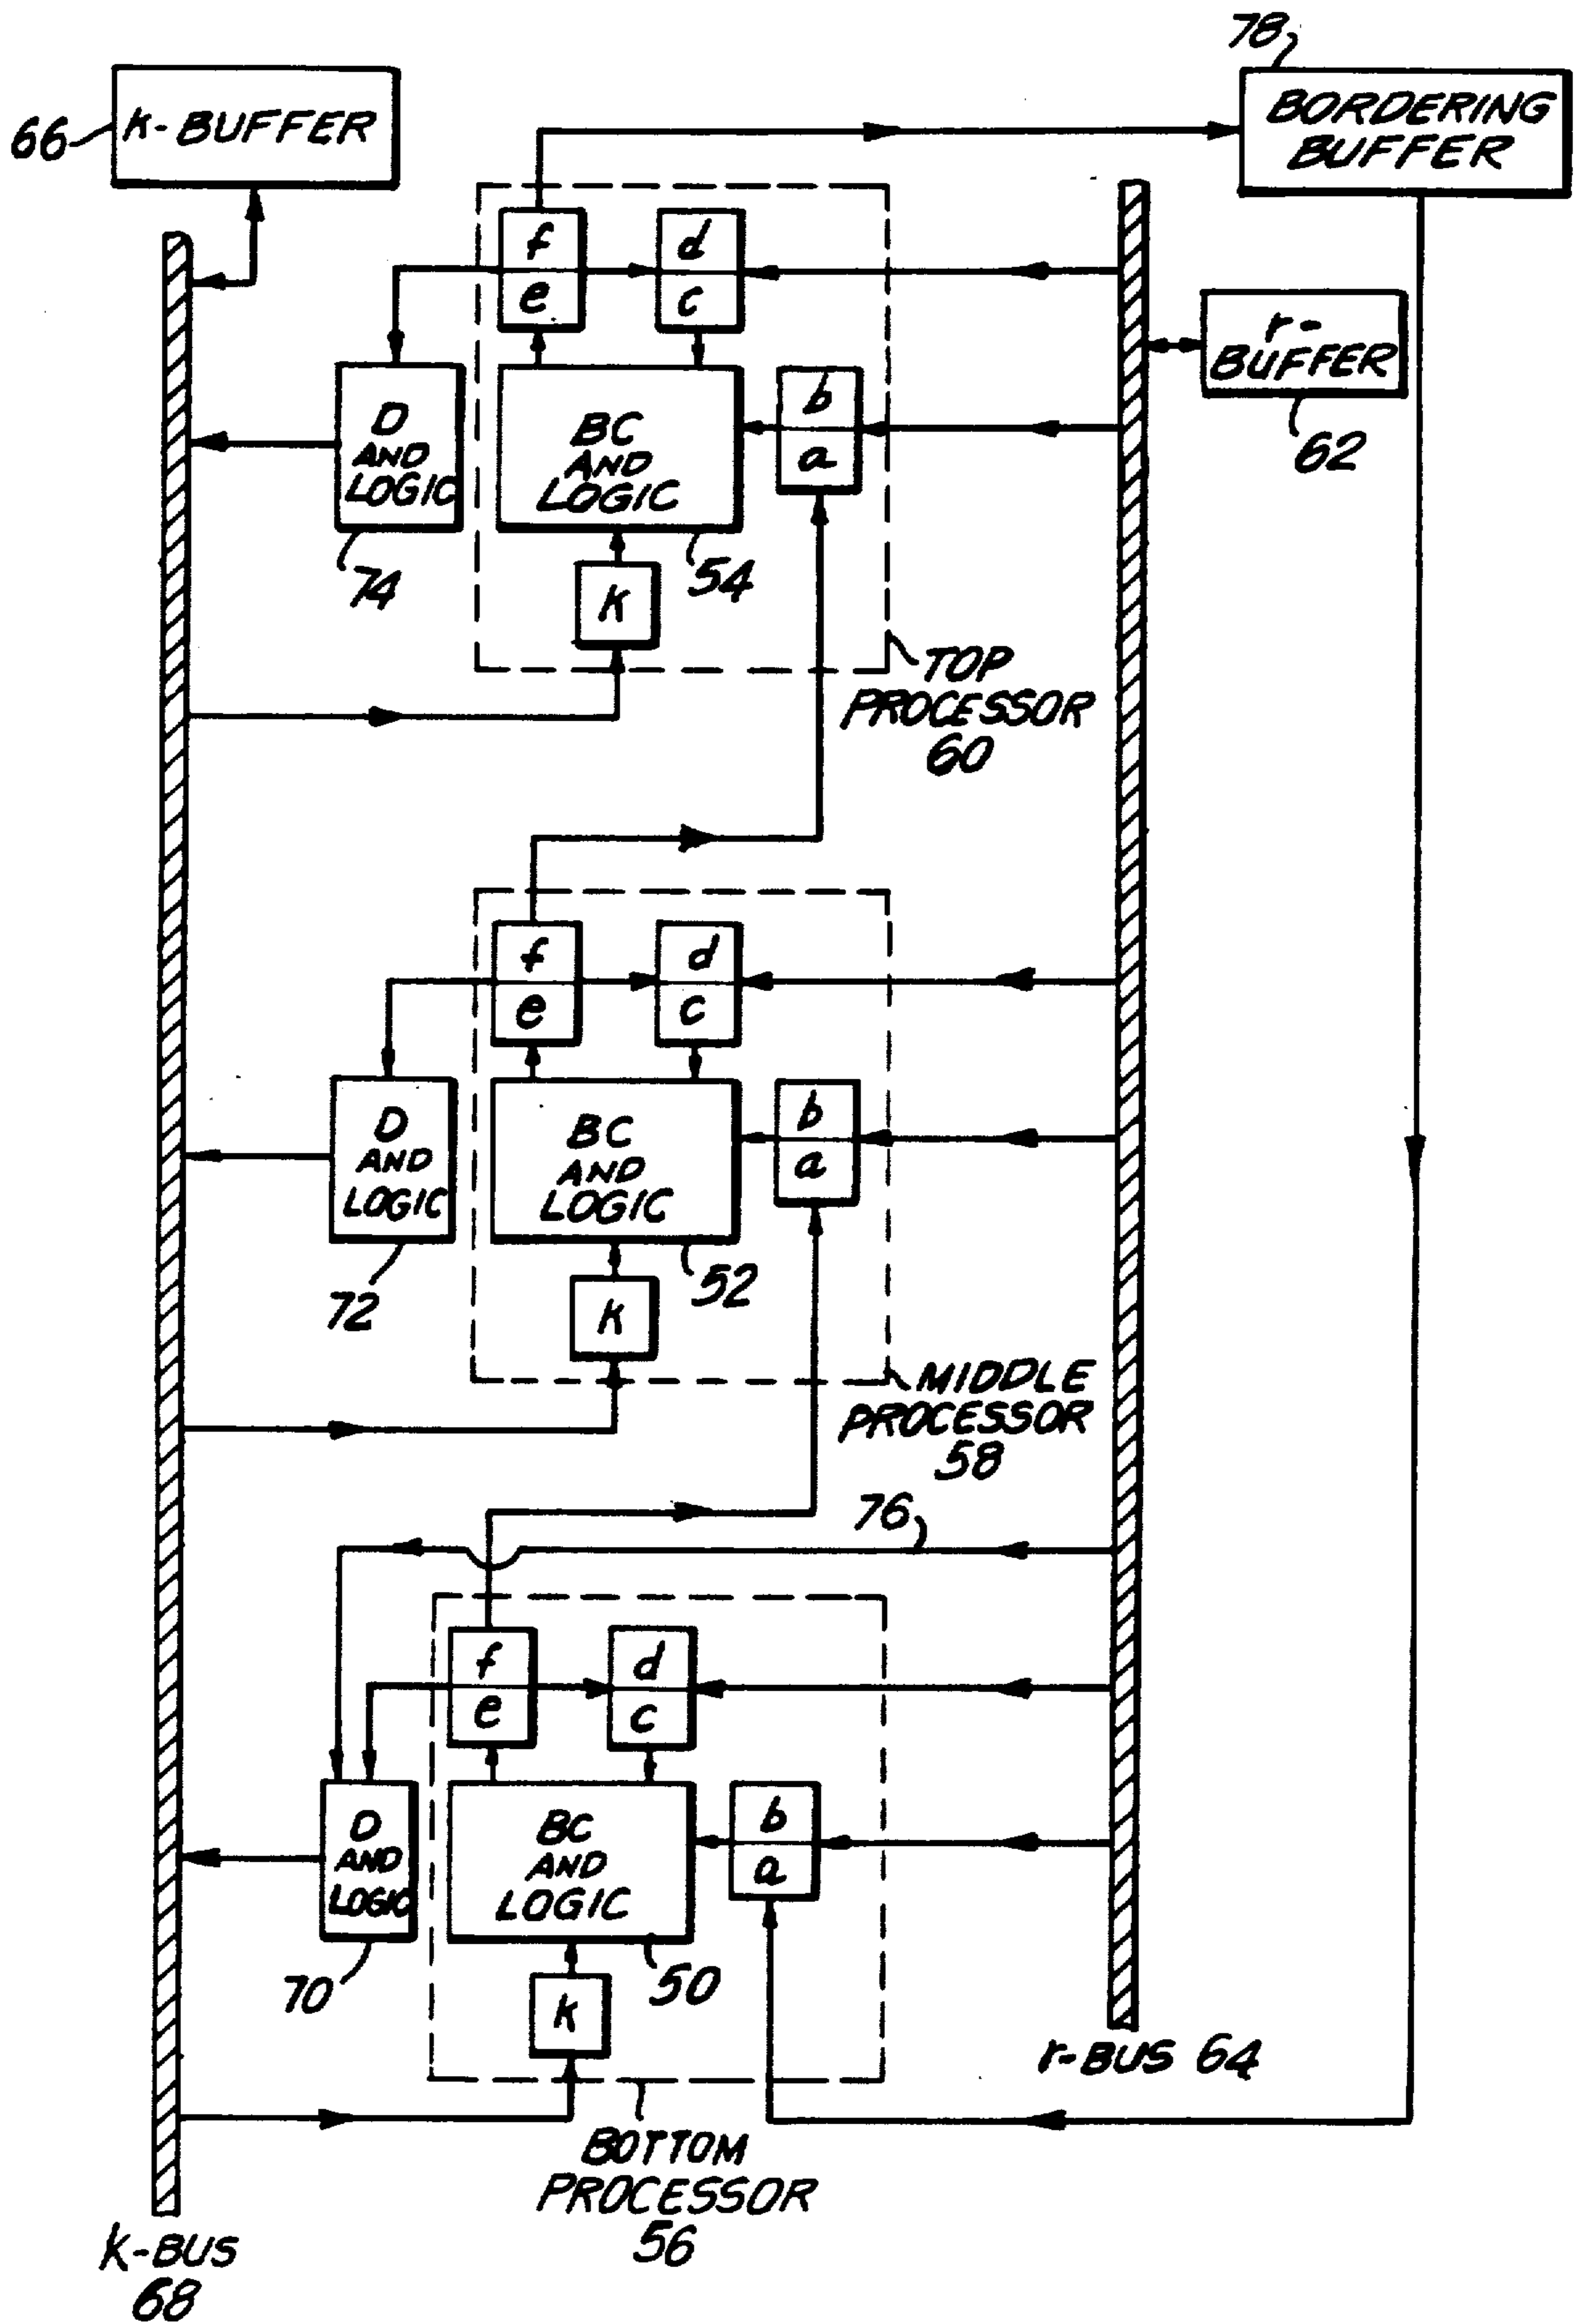 78
66
k-BUFFER
BORDERING
BUFFER
f
e
d
c
r-
BUFFER
62
b
a
D
AND
LOGIC
74
BC
AND
LOGIC
54
k
TOP
PROCESSOR
60
f
e
d
c
b
a
D
AND
LOGIC
72
BC
AND
LOGIC
52
k
MIDDLE
PROCESSOR
58
76
f
e
d
c
b
a
D
AND
LOGIC
70
BC
AND
LOGIC
50
k
r-BUS 64
BOTTOM
PROCESSOR
56
k-BUS
68